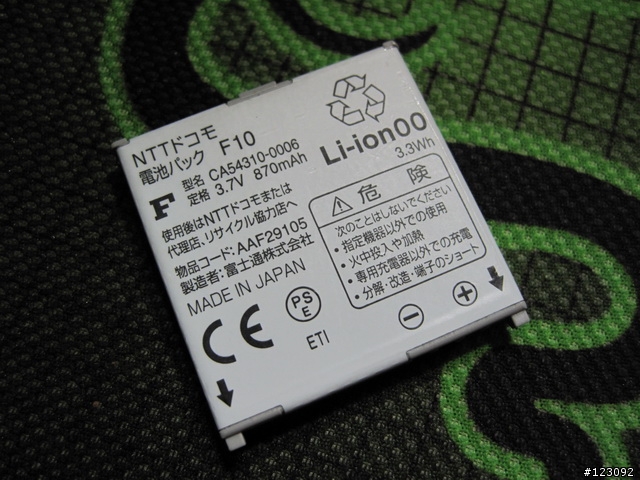 NTTドコモ
電池パック F10
型名 CA54310-0006
定格 3.7V 870mAh
F
使用後はNTTドコモまたは
代理店、リサイクル協力店へ
物品コード:AAF29105
製造者:富士通株式会社
MADE IN JAPAN
CE
PS
E
ETI
Li-ion00
3.3Wh
危険
次のことはしないでください
・指定機器以外での使用
・火中投入や加熱
・専用充電器以外での充電
・分解・改造・端子のショート
#123092